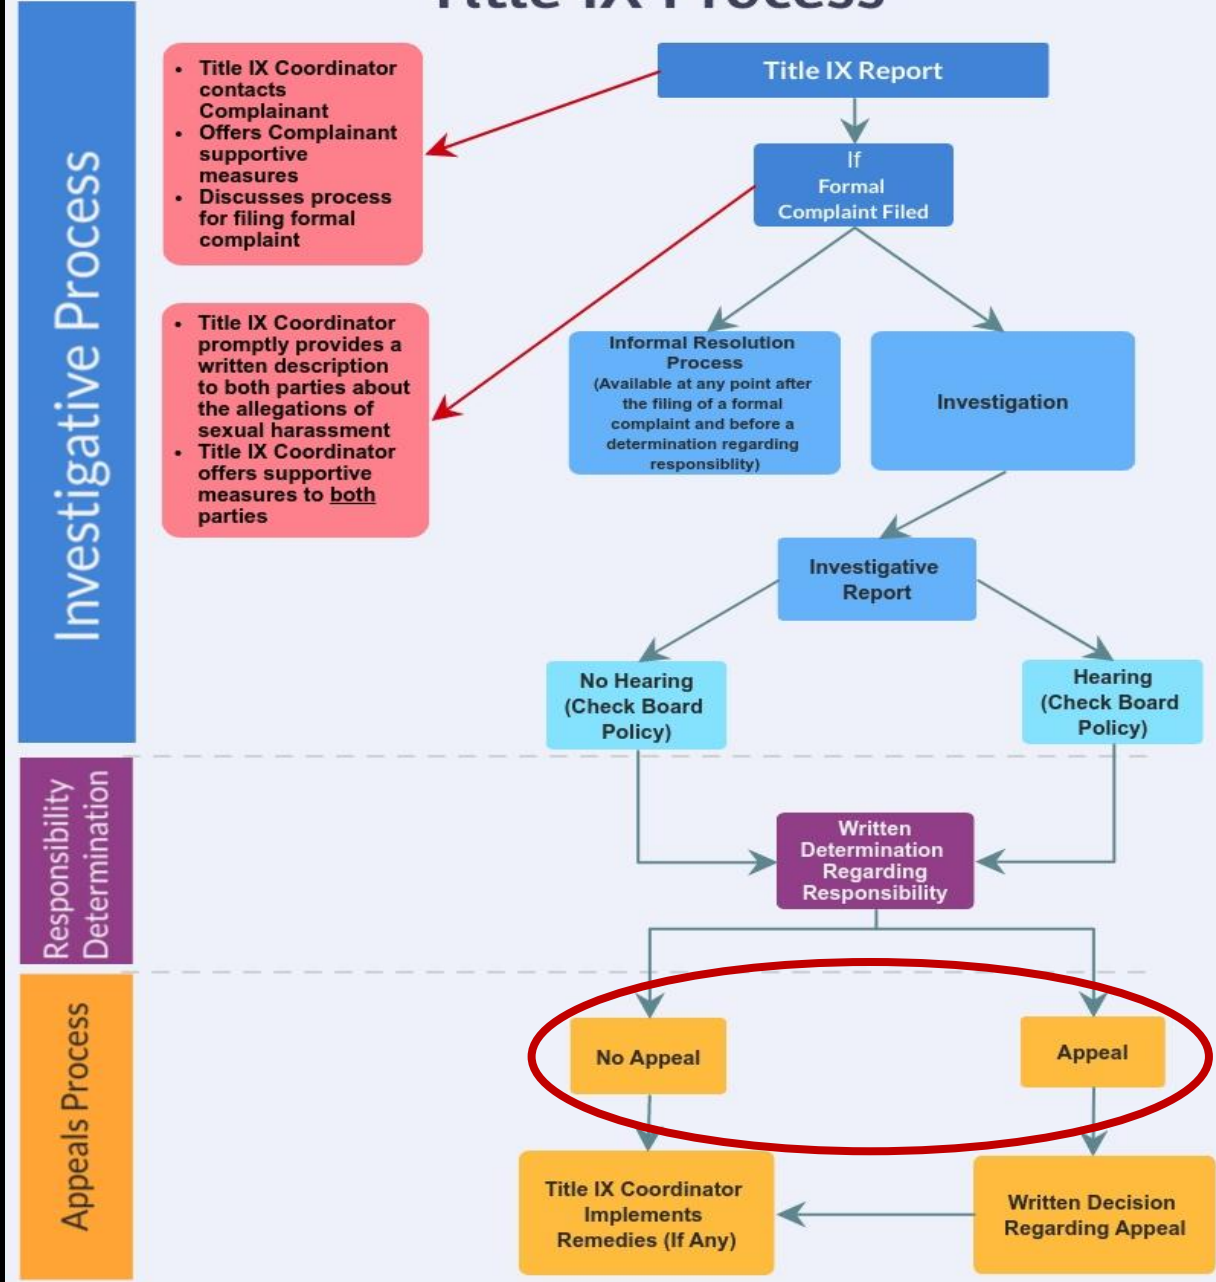 Title IX Process
Investigative Process
• Title IX Coordinator
contacts
Complainant
• Offers Complainant
supportive
measures
• Discusses process
for filing formal
complaint
Title IX Report
If
Formal
Complaint Filed
• Title IX Coordinator
promptly provides a
written description
to both parties about
the allegations of
sexual harassment
• Title IX Coordinator
offers supportive
measures to both
parties
Informal Resolution
Process
(Available at any point after
the filing of a formal
complaint and before a
determination regarding
responsiblity)
Investigation
Investigative
Report
No Hearing
(Check Board
Policy)
Hearing
(Check Board
Policy)
Responsibility
Determination
Written
Determination
Regarding
Responsibility
Appeals Process
No Appeal
Appeal
Title IX Coordinator
Implements
Remedies (If Any)
Written Decision
Regarding Appeal